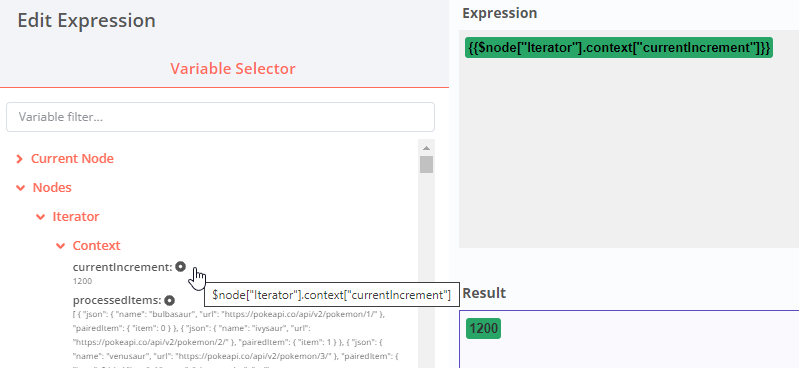 Edit Expression
Variable Selector
Variable filter...
Current Node
Nodes
Iterator
Context
currentIncrement:
1200
$node["Iterator"].context["currentIncrement"]
processedItems:
[ { "json": { "name": "bulbasaur", "url": "https://pokeapi.co/api/v2/pokemon/1/" },
"pairedItem": { "item": 0 } }, { "json": { "name": "ivysaur", "url":
"https://pokeapi.co/api/v2/pokemon/2/" }, "pairedItem": { "item": 1 } }, { "json": {
"name": "venusaur", "url": "https://pokeapi.co/api/v2/pokemon/3/" }, "pairedItem": {
Expression
{{$node["Iterator"].context["currentIncrement"]}}
Result
1200